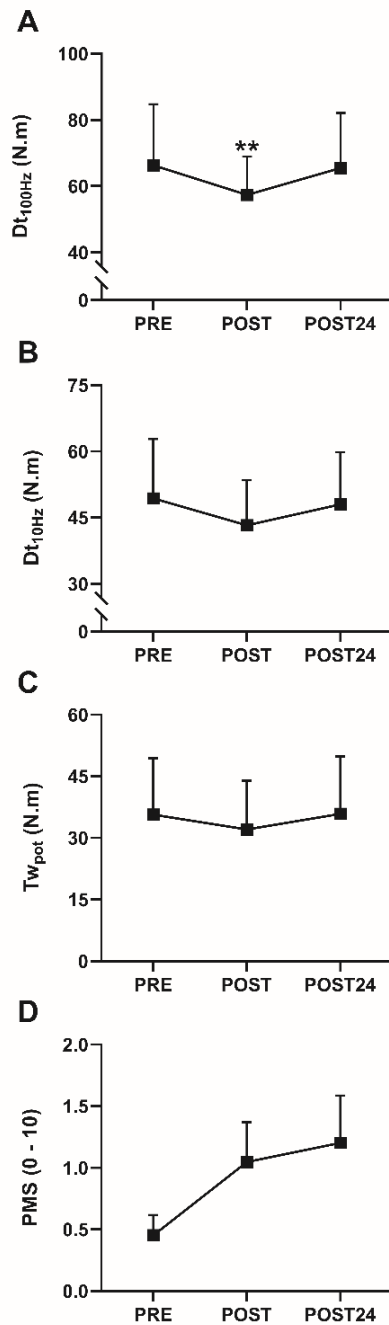 A
Dt100Hz (N.m)
100
80
60
40
0
**
PRE POST POST24
B
Dt10Hz (N.m)
75
60
45
30
0
PRE POST POST24
C
Twpot (N.m)
60
45
30
15
0
PRE POST POST24
D
PMS (0 - 10)
2.0
1.5
1.0
0.5
0.0
PRE POST POST24